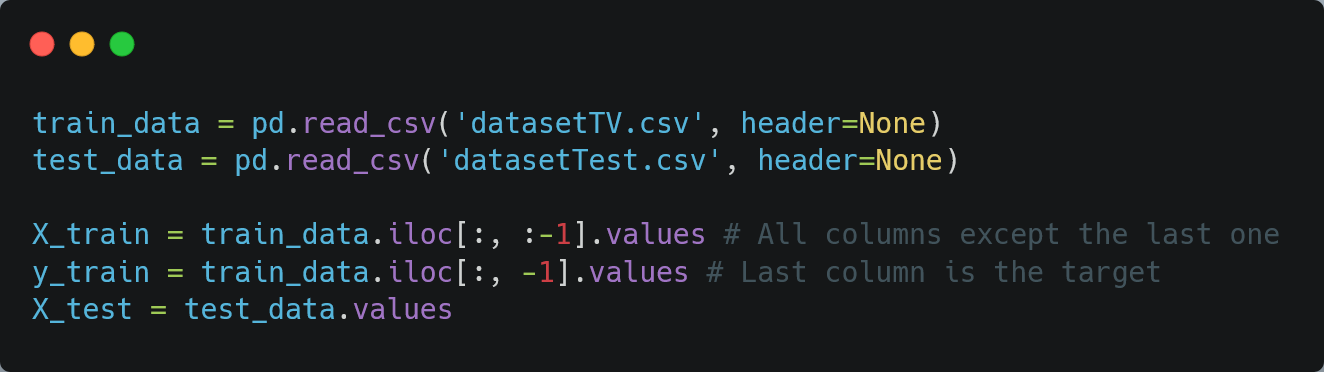 train_data = pd.read_csv('datasetTV.csv', header=None)
test_data = pd.read_csv('datasetTest.csv', header=None)
X_train = train_data.iloc[:, :-1].values # All columns except the last one
y_train = train_data.iloc[:, -1].values # Last column is the target
X_test = test_data.values